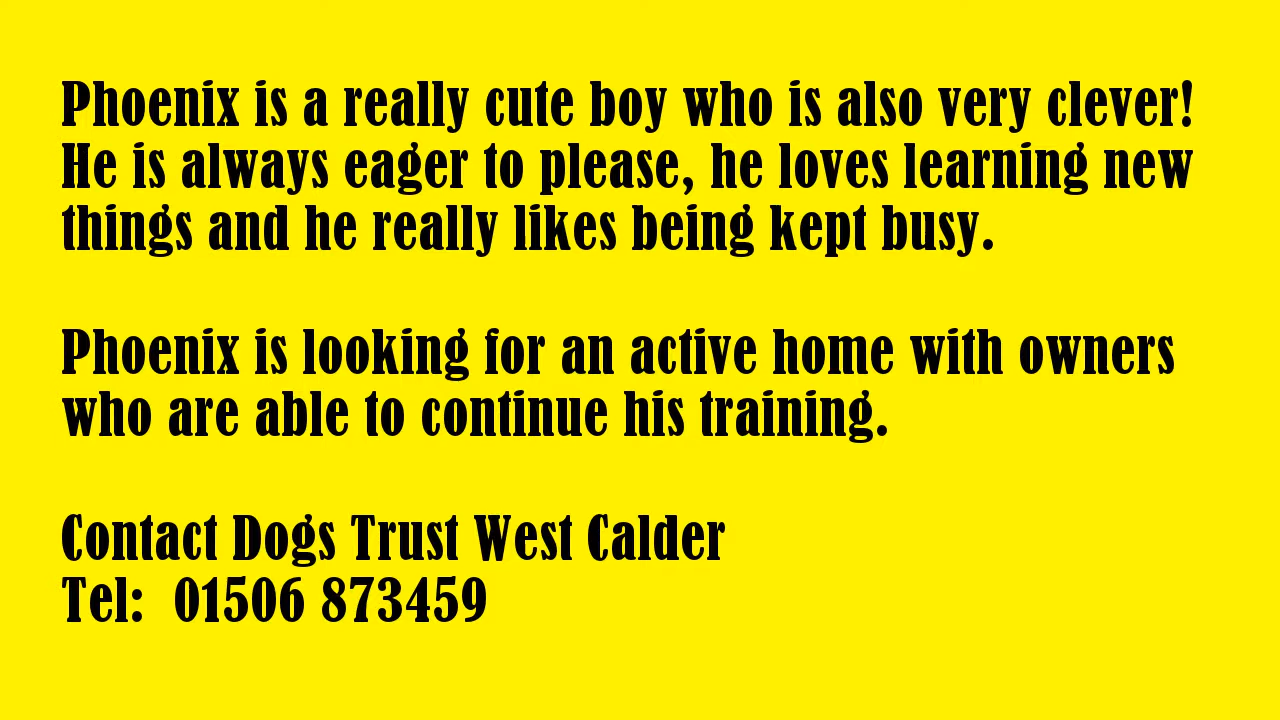 Phoenix is a really cute boy who is also very clever!
He is always eager to please, he loves learning new
things and he really likes being kept busy.
Phoenix is looking for an active home with owners
who are able to continue his training.
Contact Dogs Trust West Calder
Tel:  01506 873459